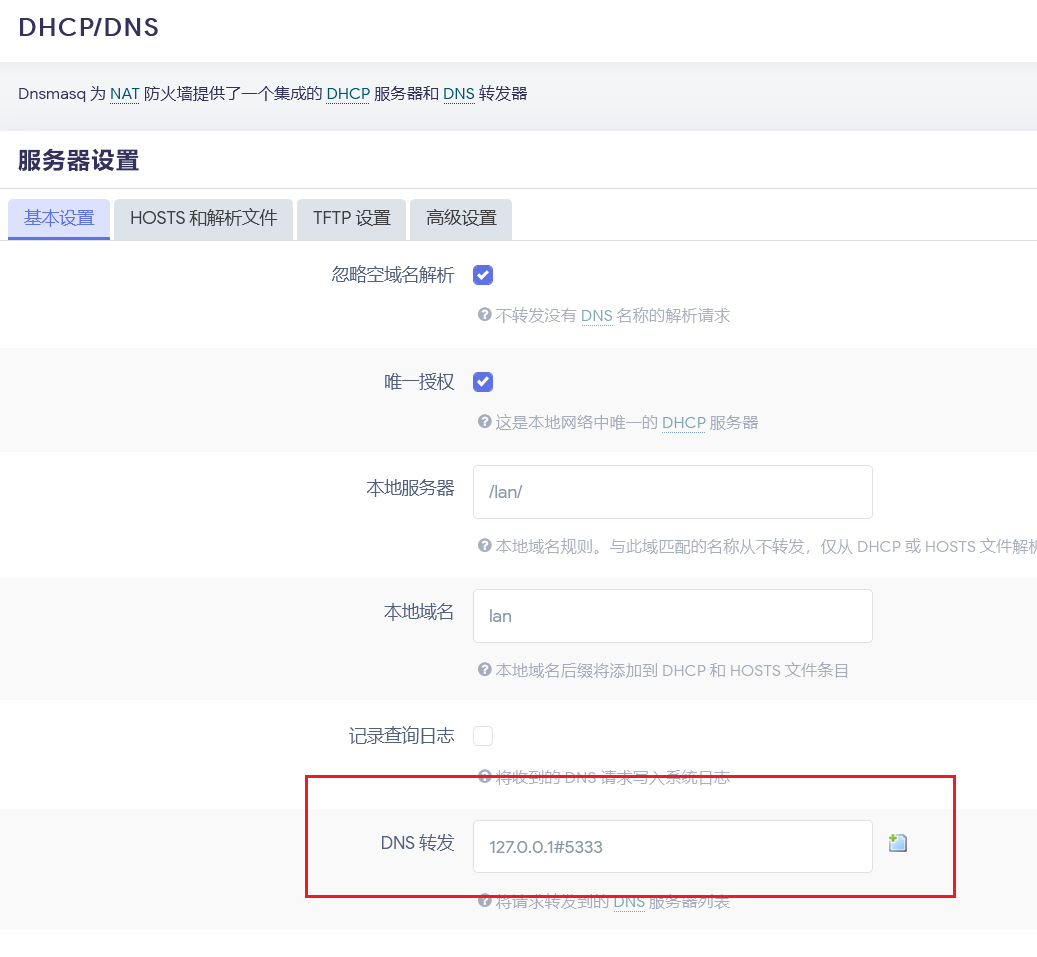 DHCP/DNS
Dnsmasq 为 NAT 防火墙提供了一个集成的 DHCP 服务器和 DNS 转发器
服务器设置
基本设置 HOSTS 和解析文件 TFTP 设置 高级设置
忽略空域名解析
不转发没有 DNS 名称的解析请求
唯一授权
这是本地网络中唯一的 DHCP 服务器
本地服务器 /lan/
本地域名规则。与此域匹配的名称从不转发，仅从 DHCP 或 HOSTS 文件解析
本地域名 lan
本地域名后缀将添加到 DHCP 和 HOSTS 文件条目
记录查询日志
将收到的 DNS 请求写入系统日志
DNS 转发 127.0.0.1#5333
将请求转发到的 DNS 服务器列表